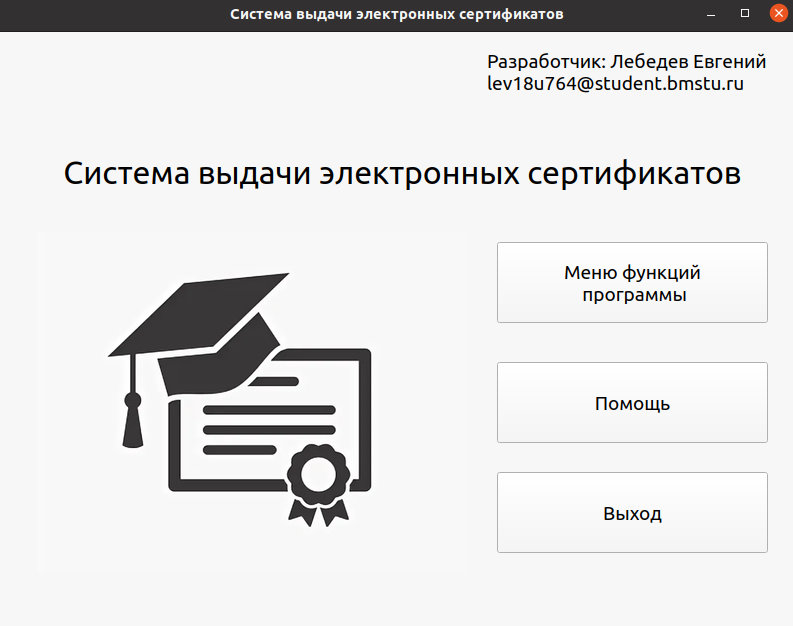 Система выдачи электронных сертификатов
Разработчик: Лебедев Евгений
lev18u764@student.bmstu.ru
Система выдачи электронных сертификатов
Меню функций
программы
Помощь
Выход